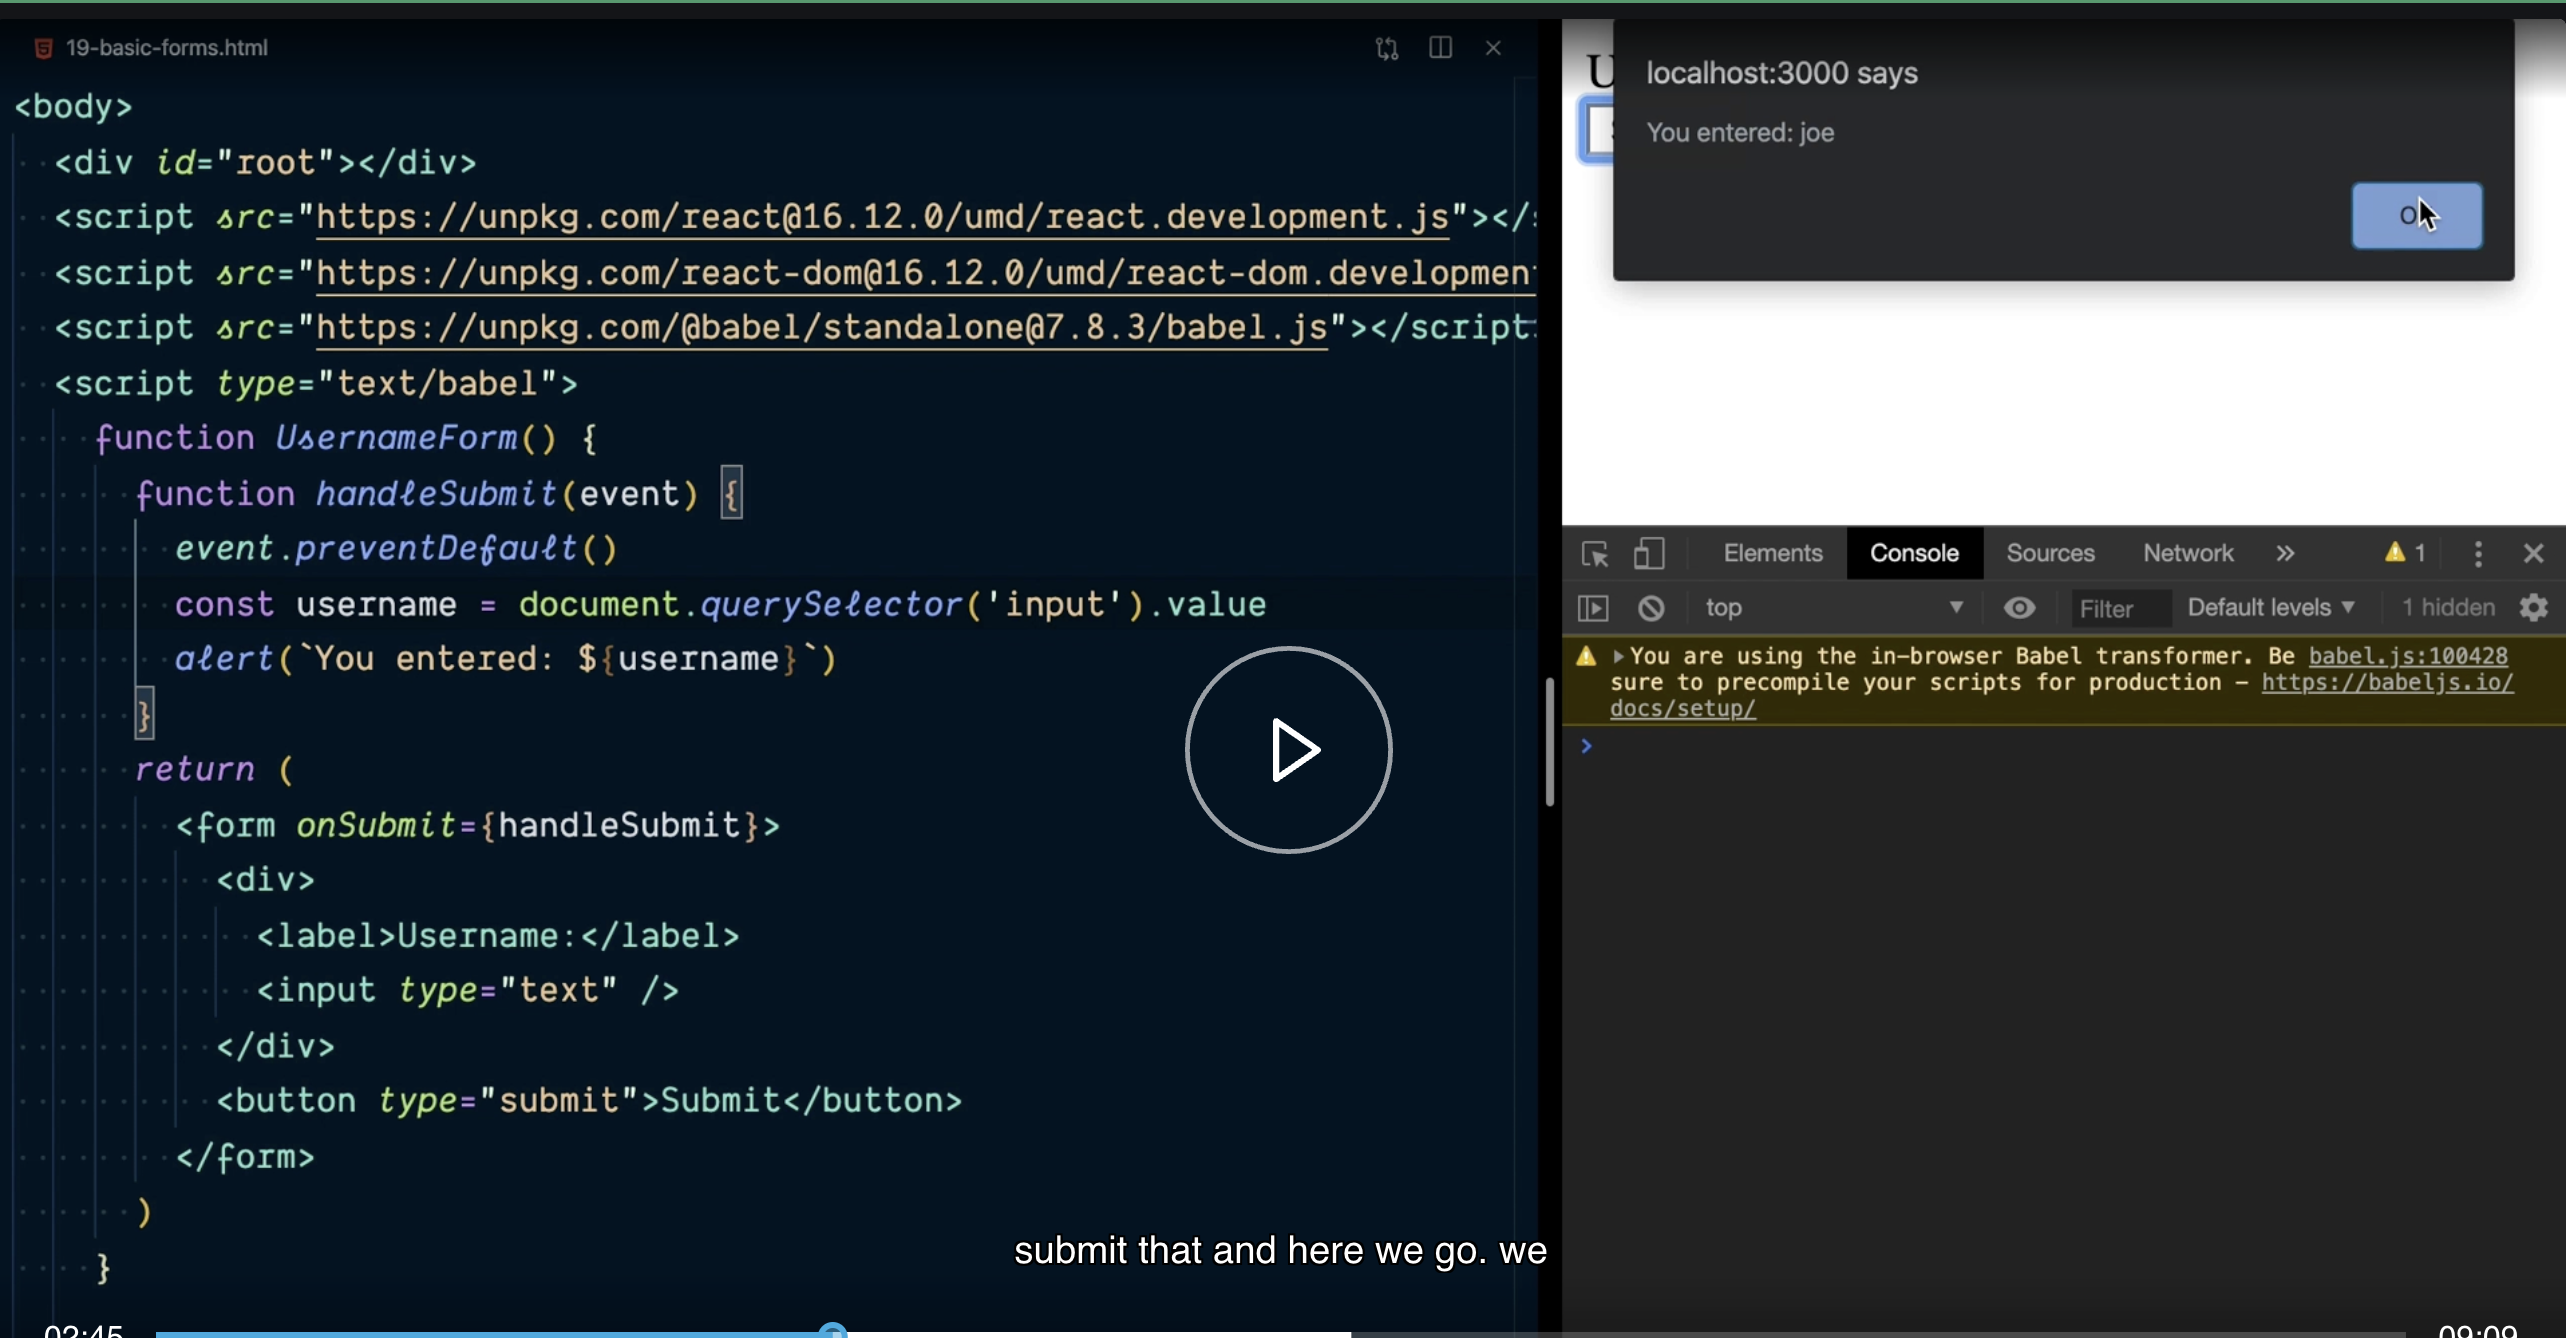 19-basic-forms.html
<body>
<div id="root"></div>
<script src="https://unpkg.com/react@16.12.0/umd/react.development.js"></
<script src="https://unpkg.com/react-dom@16.12.0/umd/react-dom.developmen
<script src="https://unpkg.com/@babel/standalone@7.8.3/babel.js"></script
<script type="text/babel">
function UsernameForm() {
function handleSubmit(event) {
event.preventDefault()
const username = document.querySelector('input').value
alert(`You entered: ${username}`)
}
return (
<form onSubmit={handleSubmit}>
<div>
<label>Username:</label>
<input type="text" />
</div>
<button type="submit">Submit</button>
</form>
)
}
submit that and here we go. we
02:45
09:09
U
localhost:3000 says
You entered: joe
O
Elements Console Sources Network » 1
top Filter Default levels ▼ 1 hidden
You are using the in-browser Babel transformer. Be babel.js:100428
sure to precompile your scripts for production – https://babeljs.io/
docs/setup/
>